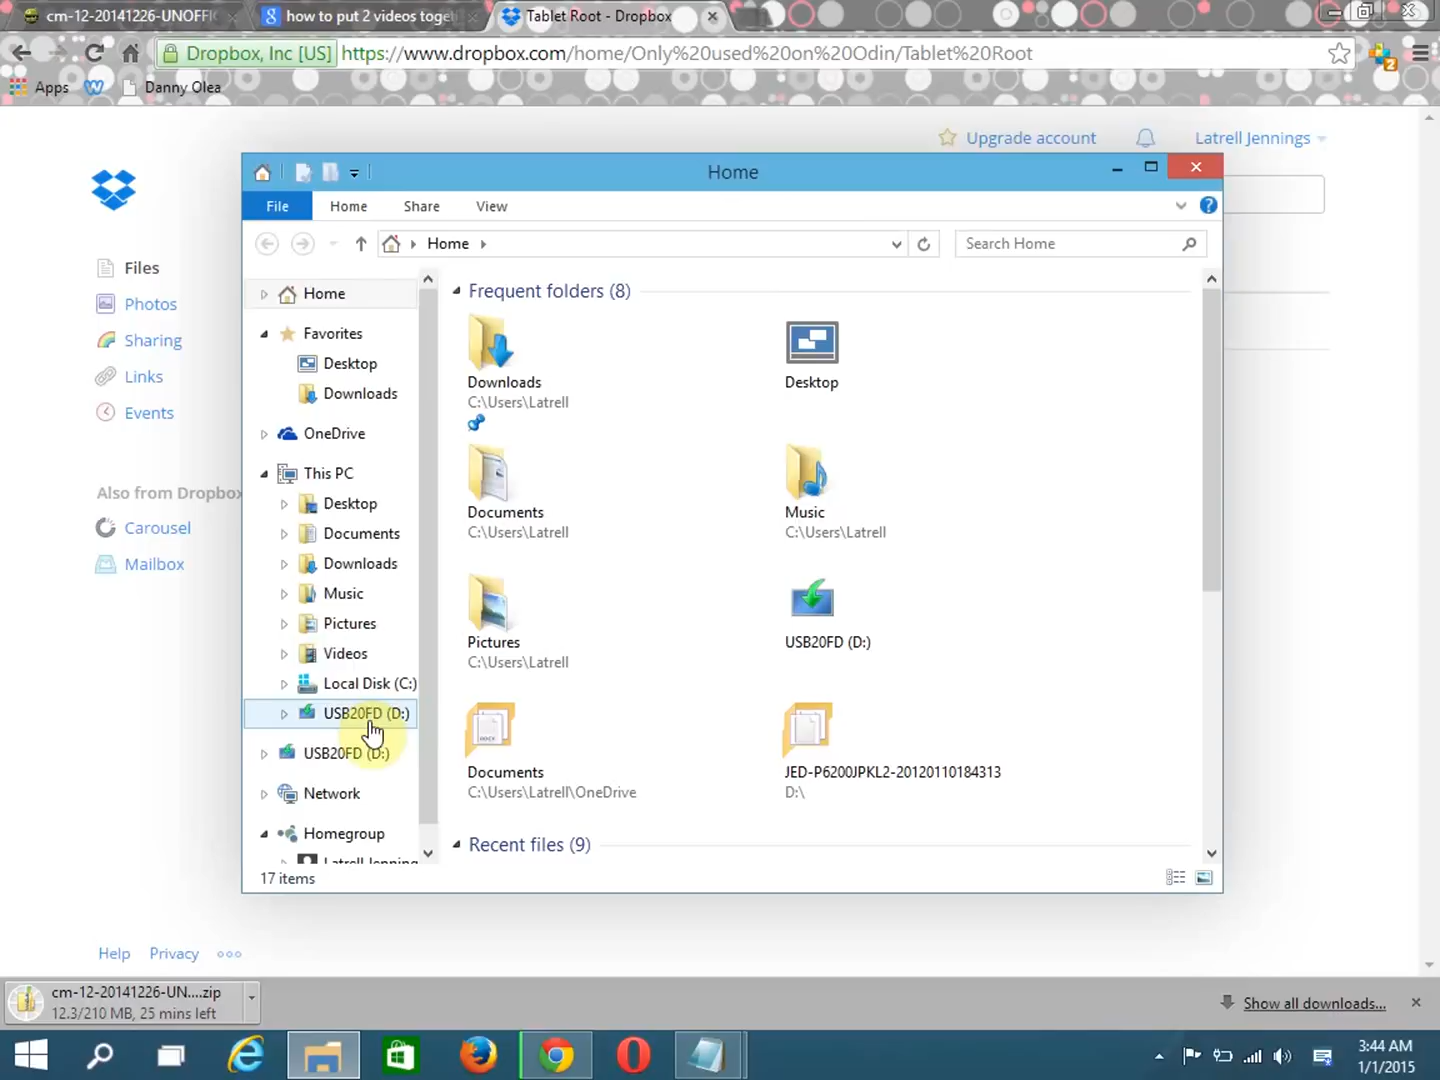 cm-12-20141226-UNOFFIC
how to put 2 videos toget
Tablet Root - Dropbox
Dropbox, Inc [US]
https://www.dropbox.com/home/Only%20used%20on%20Odin/Tablet%20Root
2
Apps
Danny Olea
Upgrade account
Latrell Jennings
Home
File
Home
Share
View
Home
Search Home
Files
Photos
Sharing
Links
Events
Also from Dropbox
Carousel
Mailbox
Home
Favorites
Desktop
Downloads
OneDrive
This PC
Desktop
Documents
Downloads
Music
Pictures
Videos
Local Disk (C:)
USB20FD (D:)
USB20FD (D:)
Network
Homegroup
Latrell Jenning
Frequent folders (8)
Downloads
C:\Users\Latrell
Desktop
Documents
C:\Users\Latrell
Music
C:\Users\Latrell
Pictures
C:\Users\Latrell
USB20FD (D:)
Documents
C:\Users\Latrell\OneDrive
JED-P6200JPKL2-20120110184313
D:\
Recent files (9)
17 items
Help
Privacy
cm-12-20141226-UN....zip
12.3/210 MB, 25 mins left
Show all downloads...
3:44 AM
1/1/2015